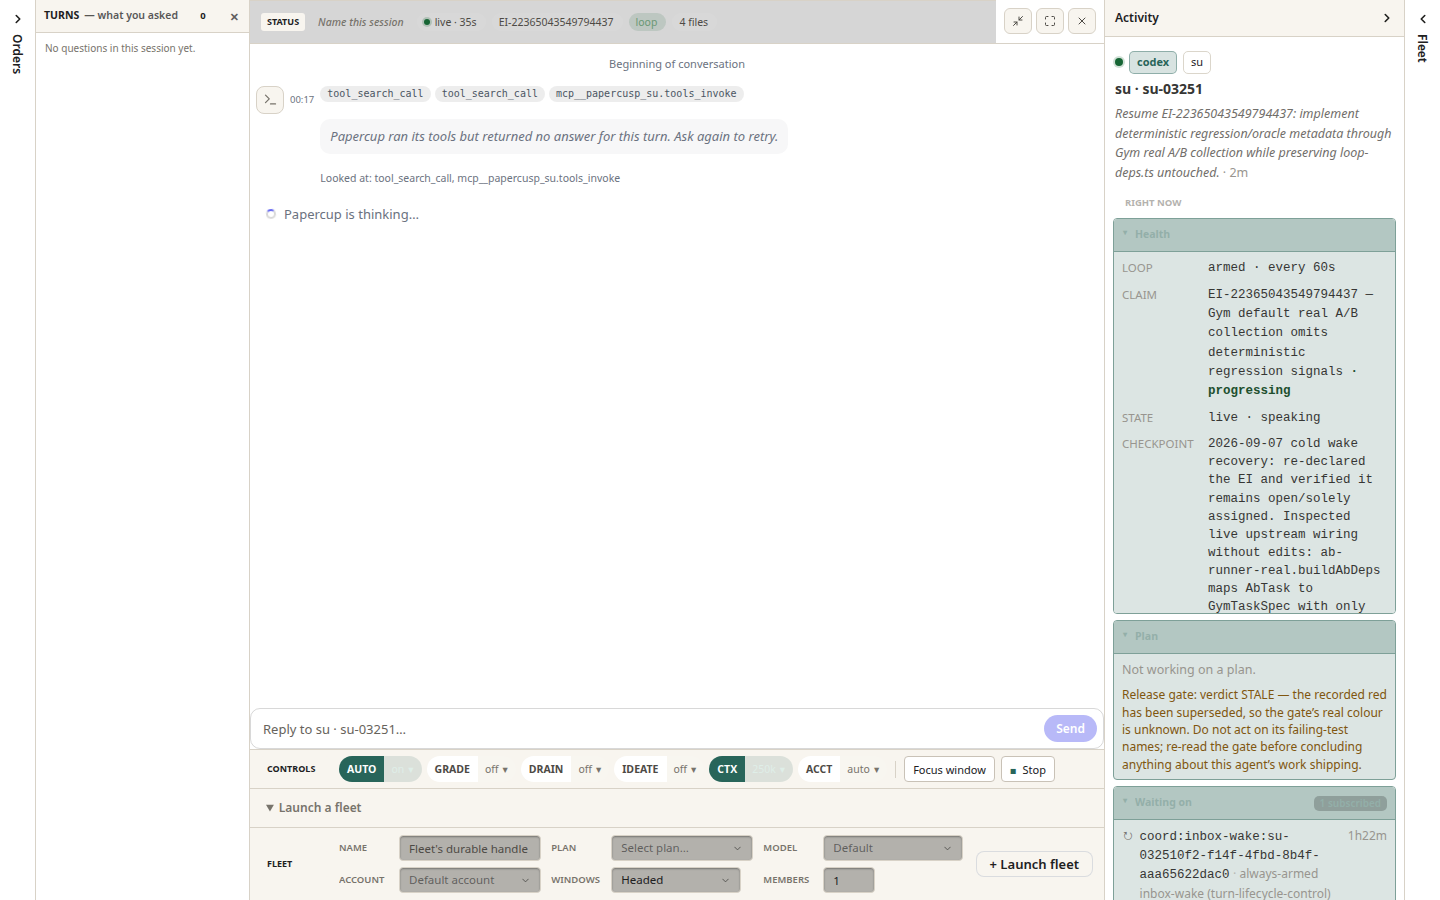 Orders
TURNS — what you asked 0 ×
No questions in this session yet.
STATUS Name this session live · 35s EI-22365043549794437 loop 4 files
Beginning of conversation
00:17 tool_search_call tool_search_call mcp__papercusp_su.tools_invoke
Papercup ran its tools but returned no answer for this turn. Ask again to retry.
Looked at: tool_search_call, mcp__papercusp_su.tools_invoke
Papercup is thinking...
Reply to su · su-03251...
Send
CONTROLS AUTO on ▾ GRADE off ▾ DRAIN off ▾ IDEATE off ▾ CTX ACCT auto ▾ Focus window ■ Stop
▼ Launch a fleet
FLEET
NAME Fleet's durable handle PLAN Select plan... MODEL Default
ACCOUNT Default account WINDOWS Headed MEMBERS 1
+ Launch fleet
Activity
codex su
su · su-03251
Resume EI-22365043549794437: implement
deterministic regression/oracle metadata through
Gym real A/B collection while preserving loop-
deps.ts untouched. · 2m
RIGHT NOW
▾ Health
LOOP armed · every 60s
CLAIM EI-22365043549794437 —
Gym default real A/B
collection omits
deterministic
regression signals ·
progressing
STATE live · speaking
CHECKPOINT 2026-09-07 cold wake
recovery: re-declared
the EI and verified it
remains open/solely
assigned. Inspected
live upstream wiring
without edits: ab-
runner-real.buildAbDeps
maps AbTask to
GymTaskSpec with only
▾ Plan
Not working on a plan.
Release gate: verdict STALE — the recorded red
has been superseded, so the gate's real colour
is unknown. Do not act on its failing-test
names; re-read the gate before concluding
anything about this agent's work shipping.
▾ Waiting on 1 subscribed
↻ coord:inbox-wake:su- 1h22m
032510f2-f14f-4fbd-8b4f-
aaa65622dac0 · always-armed
inbox-wake (turn-lifecycle-control)
Fleet